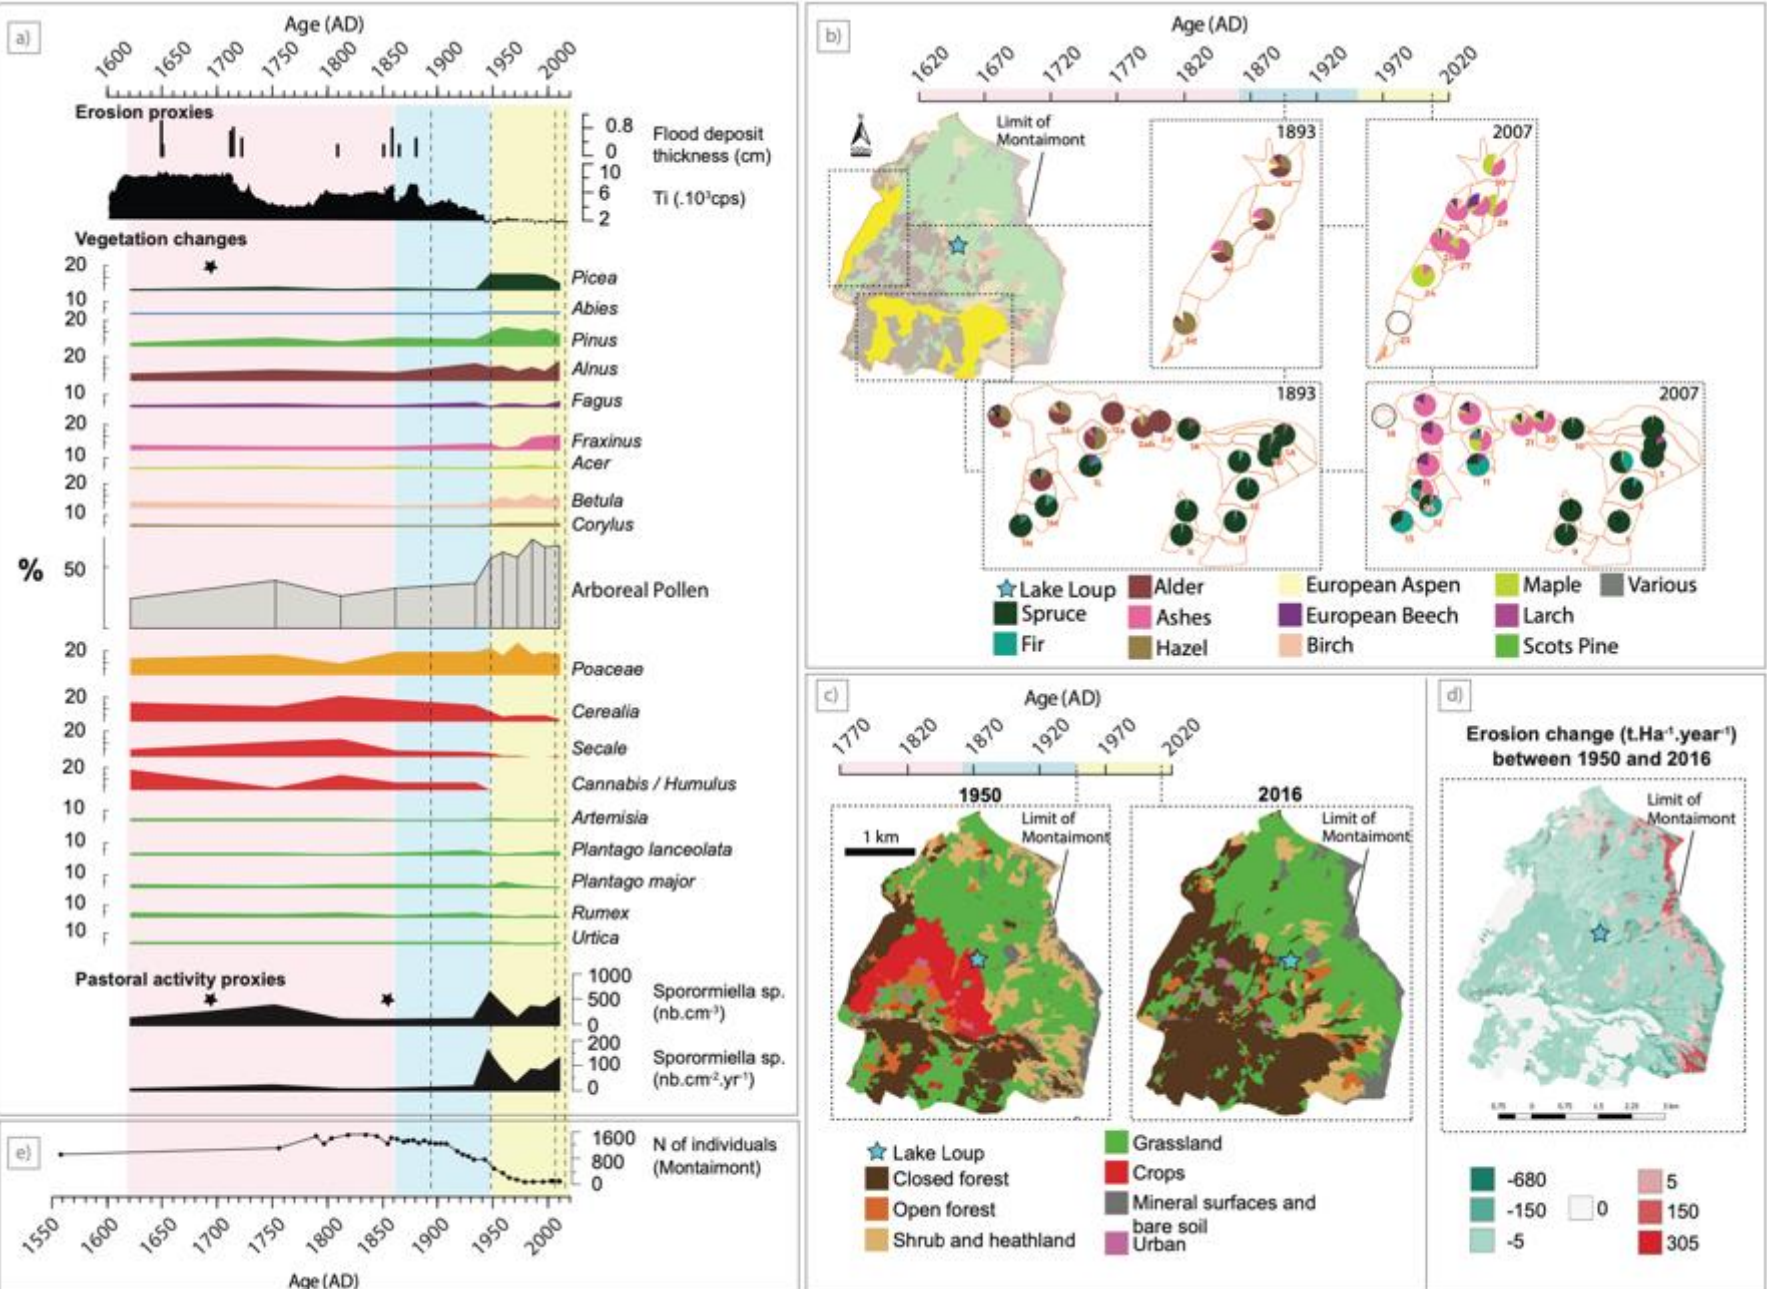 a)
Age (AD)
1600 1650 1700 1750 1800 1850 1900 1950 2000
Erosion proxies
0.8
0
Flood deposit
thickness (cm)
10
6
2
Ti (.10³cps)
Vegetation changes
20
Picea
10
Abies
20
Pinus
20
Alnus
10
Fagus
20
Fraxinus
10
Acer
20
Betula
10
Corylus
%
50
Arboreal Pollen
20
Poaceae
20
Cerealia
20
Secale
20
Cannabis / Humulus
10
Artemisia
10
Plantago lanceolata
10
Plantago major
10
Rumex
10
Urtica
Pastoral activity proxies
1000
500
0
Sporormiella sp.
(nb.cm⁻³)
200
100
0
Sporormiella sp.
(nb.cm⁻².yr⁻¹)
e)
1600
800
0
N of individuals
(Montaimont)
1550 1600 1650 1700 1750 1800 1850 1900 1950 2000
Age (AD)
b)
Age (AD)
1620 1670 1720 1770 1820 1870 1920 1970 2020
Limit of
Montaimont
1893
2007
1893
2007
Lake Loup
Spruce
Fir
Alder
Ashes
Hazel
European Aspen
European Beech
Birch
Maple
Larch
Scots Pine
Various
c)
Age (AD)
1770 1820 1870 1920 1970 2020
1950
1 km
Limit of
Montaimont
2016
Limit of
Montaimont
Lake Loup
Closed forest
Open forest
Shrub and heathland
Grassland
Crops
Mineral surfaces and
bare soil
Urban
d)
Erosion change (t.Ha⁻¹.year⁻¹)
between 1950 and 2016
Limit of
Montaimont
-680
-150
-5
0
5
150
305